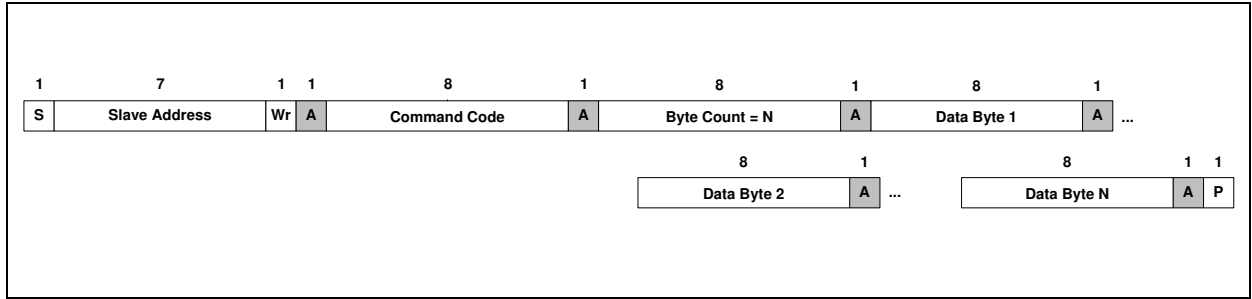 1 7 1 1 8 1 8 1 8 1
S Slave Address Wr A Command Code A Byte Count = N A Data Byte 1 A ...
8 1 8 1 1
Data Byte 2 A ... Data Byte N A P